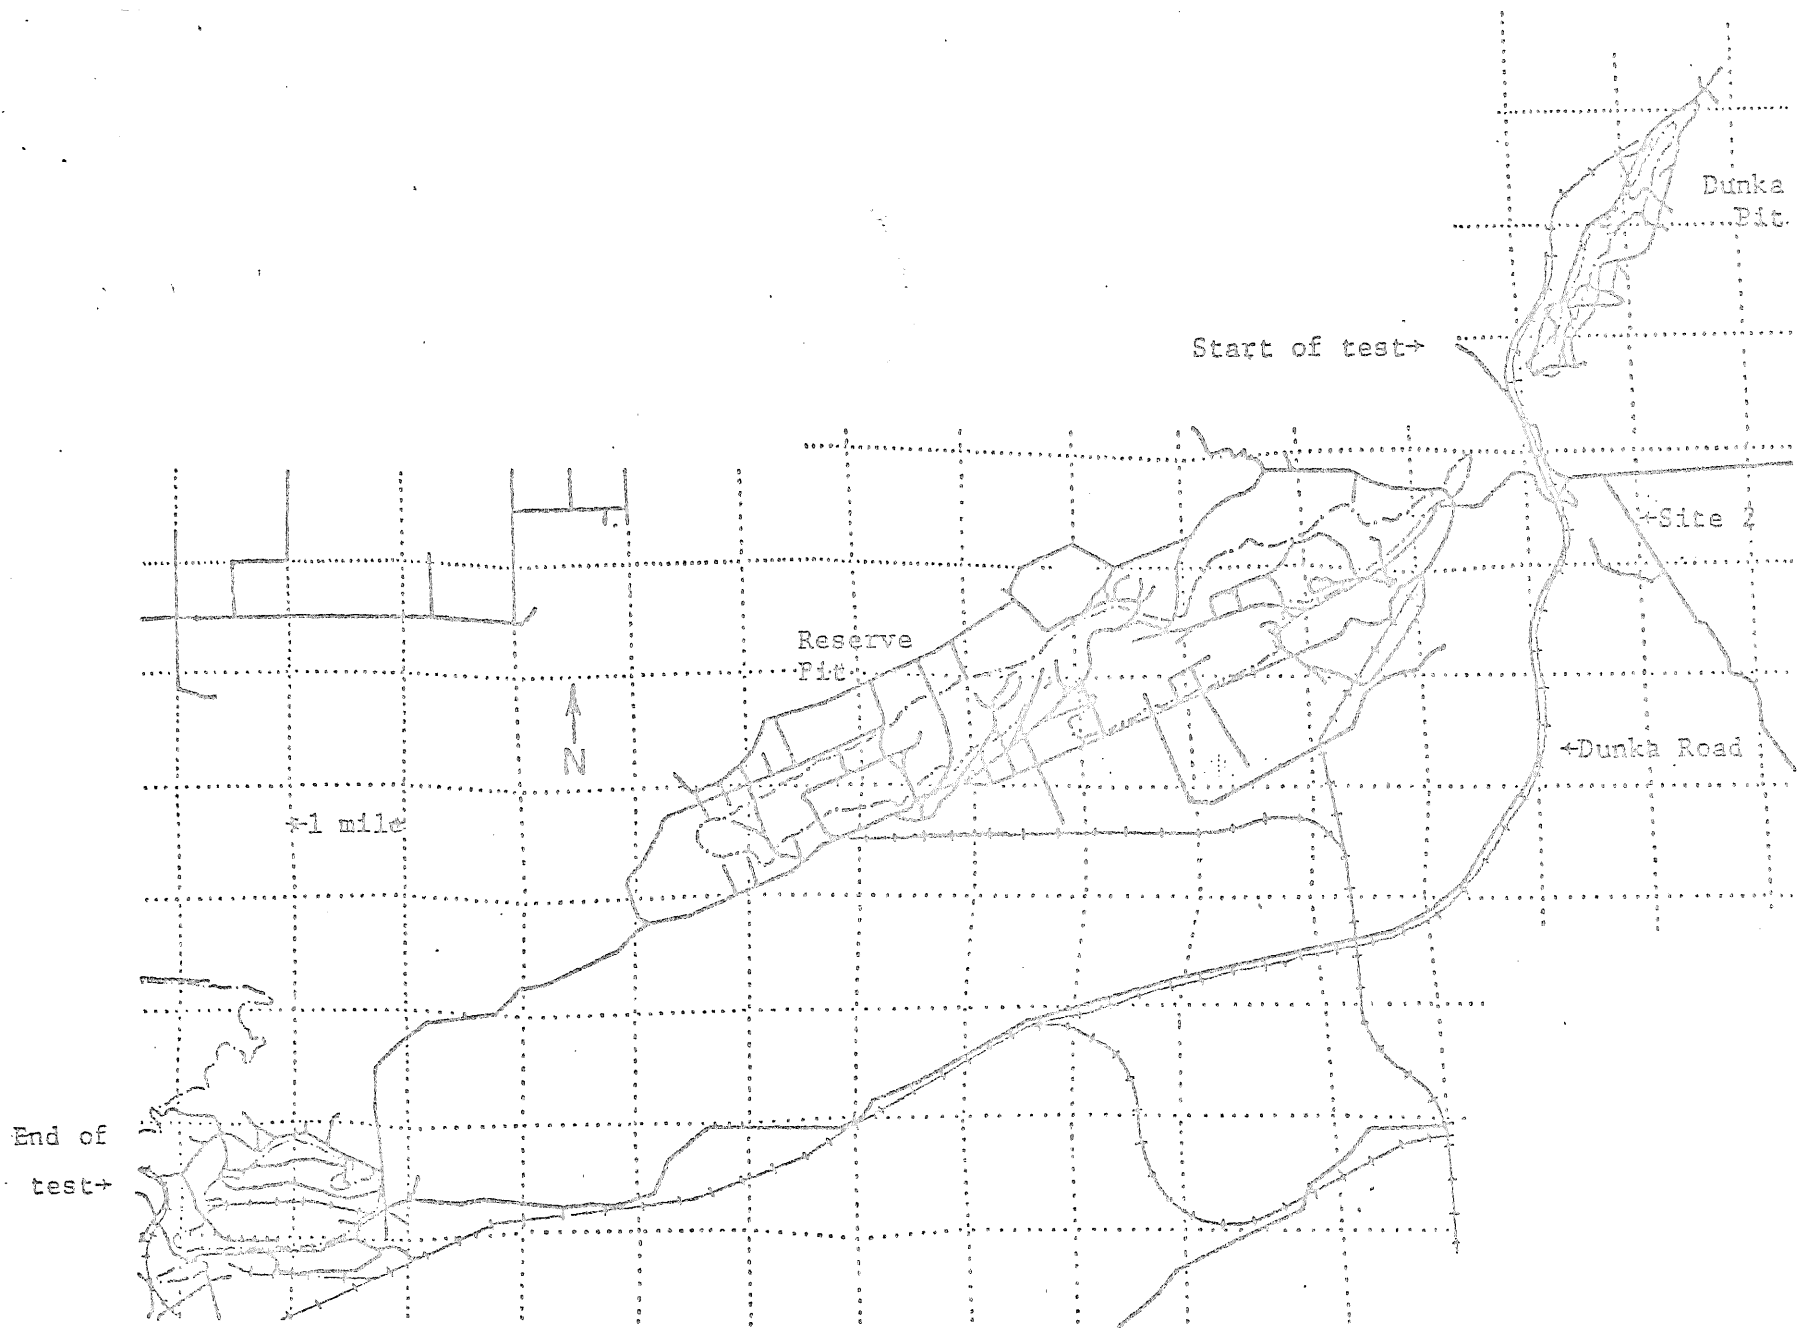 Dunka
Pit
Start of test→
←Site 2
Reserve
Pit
N
←Dunka Road
←1 mile
End of
test→